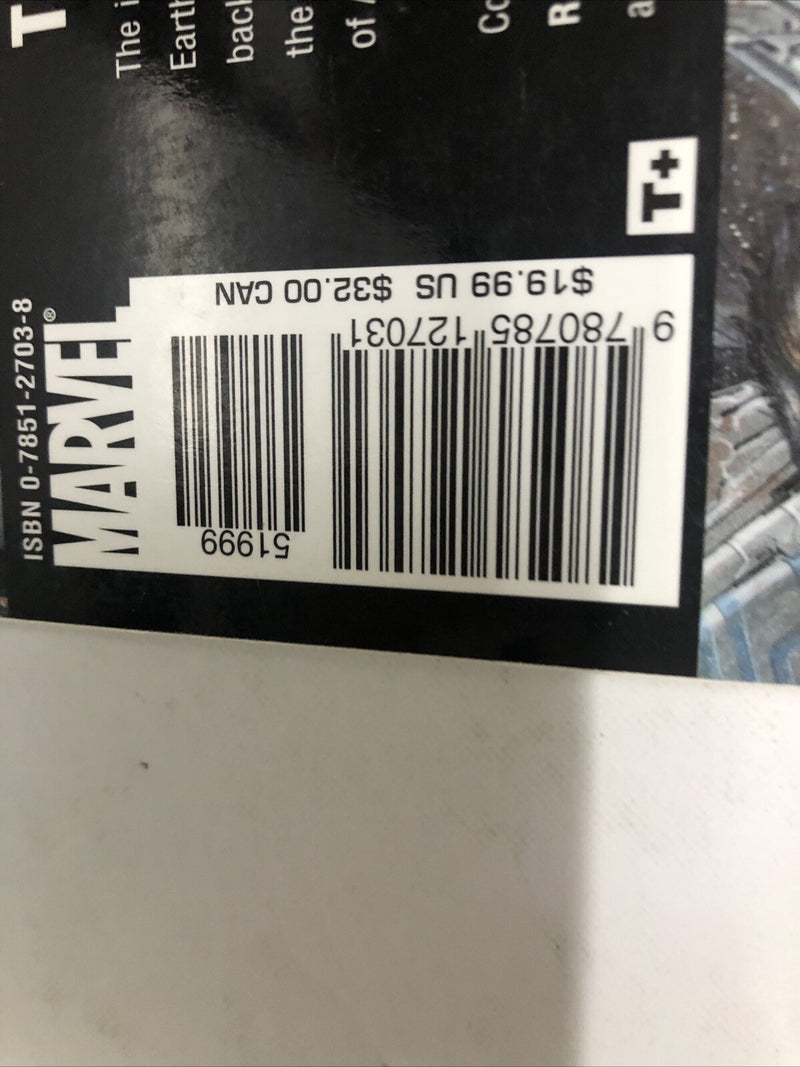 T
The i
Earth
bac
the
of
Co
R
a
T+
ISBN 0-7851-2703-8
MARVEL®
$19.99 US $32.00 CAN
9 780785 127031
51999